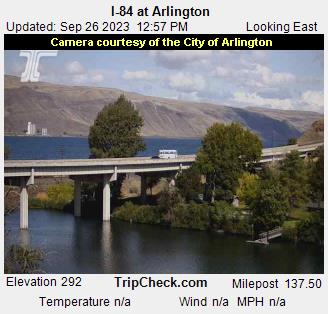 I-84 at Arlington
Updated: Sep 26 2023 12:57 PM Looking East
Camera courtesy of the City of Arlington
Elevation 292 TripCheck.com Milepost 137.50
Temperature n/a Wind n/a MPH n/a